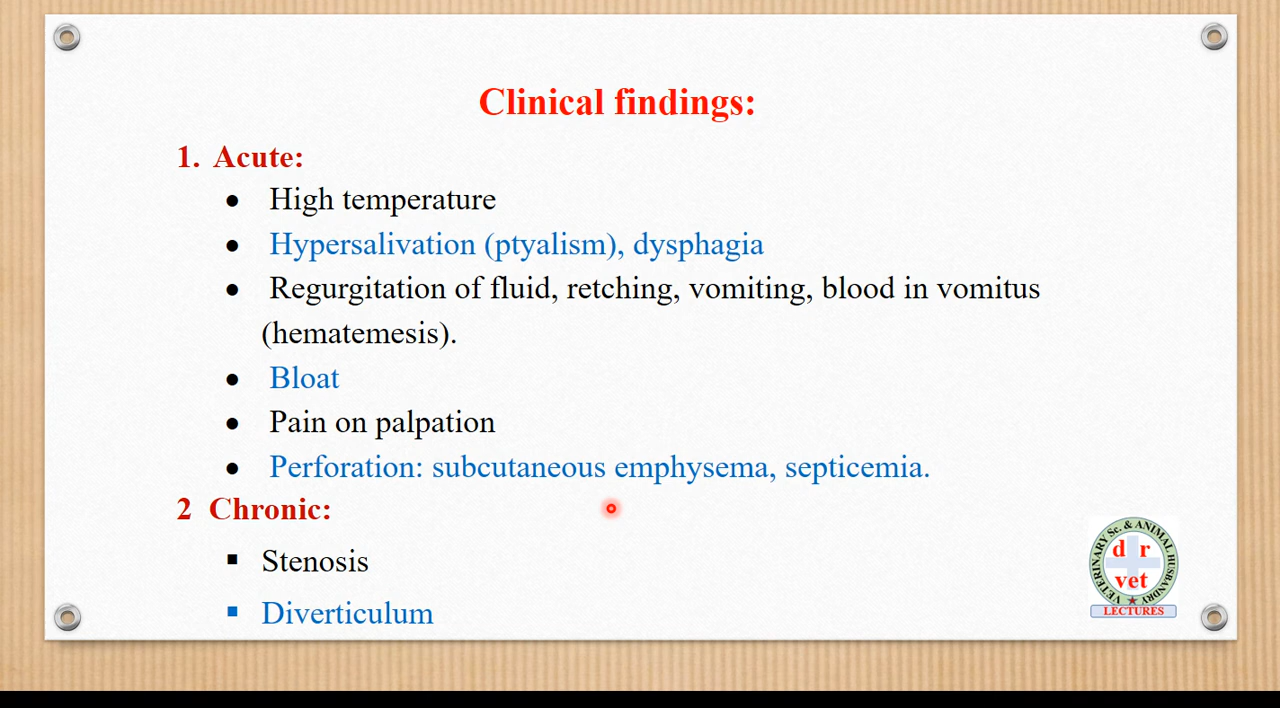 Clinical findings:
1. Acute:
● High temperature
● Hypersalivation (ptyalism), dysphagia
● Regurgitation of fluid, retching, vomiting, blood in vomitus
(hematemesis).
● Bloat
● Pain on palpation
● Perforation: subcutaneous emphysema, septicemia.
2 Chronic:
▪ Stenosis
▪ Diverticulum
VETERINARY Sc. & ANIMAL HUSBANDRY
d r
vet
LECTURES